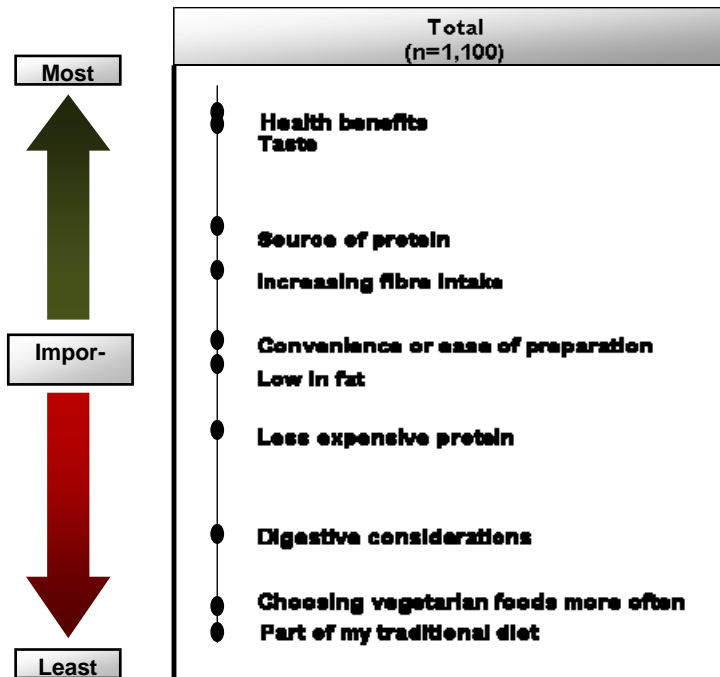 Total
(n=1,100)
Most
Health benefits
Taste
Source of protein
Increasing fibre intake
Impor-
Convenience or ease of preparation
Low in fat
Less expensive protein
Digestive considerations
Choosing vegetarian foods more often
Part of my traditional diet
Least